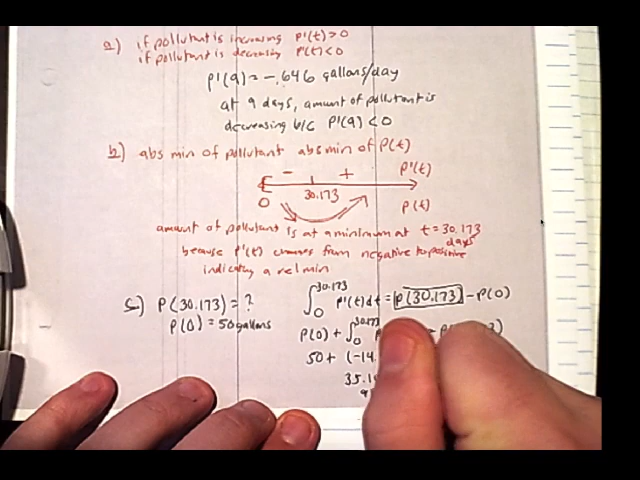 a) if pollutant is increasing P'(t)>0
if pollutant is decreasing P'(t)<0
P'(9) = -.646 gallons/day
at 9 days, amount of pollutant is
decreasing b/c P'(9) <0
b) abs min of pollutant abs min of P(t)
- + P'(t)
0 30.173
P(t)
amount of pollutant is at a minimum at t=30.173 days
because P'(t) changes from negative to positive
indicating a rel min
c) P(30.173) = ? ∫₀^30.173 P'(t)dt = P(30.173) - P(0)
P(0) = 50 gallons P(0) + ∫₀^30.173
50 + (-14.
35.1